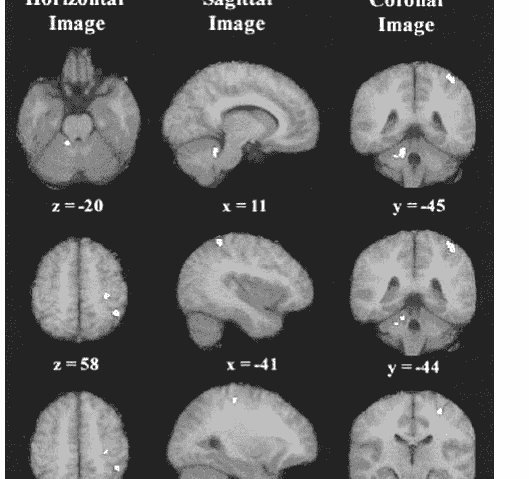 Horizontal Sagittal Coronal
Image Image Image
z = -20 x = 11 y = -45
z = 58 x = -41 y = -44